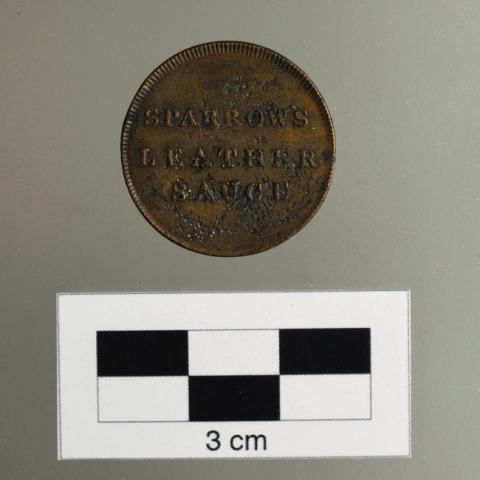 SPARROWS
LEATHER
SAUCE
3 cm